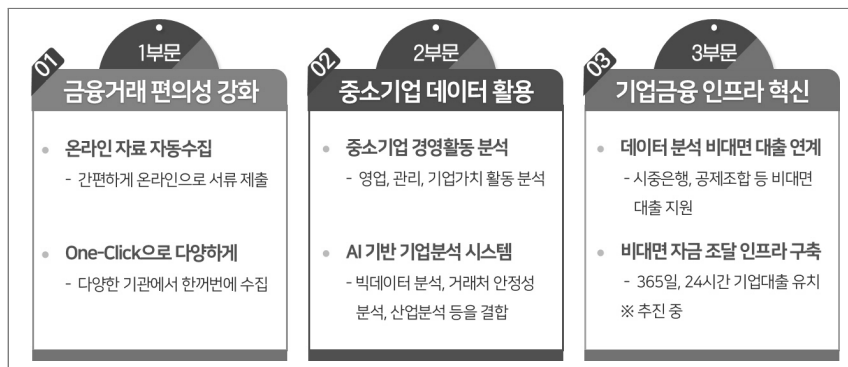 01
1부문
금융거래 편의성 강화
• 온라인 자료 자동수집
- 간편하게 온라인으로 서류 제출
• One-Click으로 다양하게
- 다양한 기관에서 한꺼번에 수집
02
2부문
중소기업 데이터 활용
• 중소기업 경영활동 분석
- 영업, 관리, 기업가치 활동 분석
• AI 기반 기업분석 시스템
- 빅데이터 분석, 거래처 안정성
분석, 산업분석 등을 결합
03
3부문
기업금융 인프라 혁신
• 데이터 분석 비대면 대출 연계
- 시중은행, 공제조합 등 비대면
대출 지원
• 비대면 자금 조달 인프라 구축
- 365일, 24시간 기업대출 유치
※ 추진 중